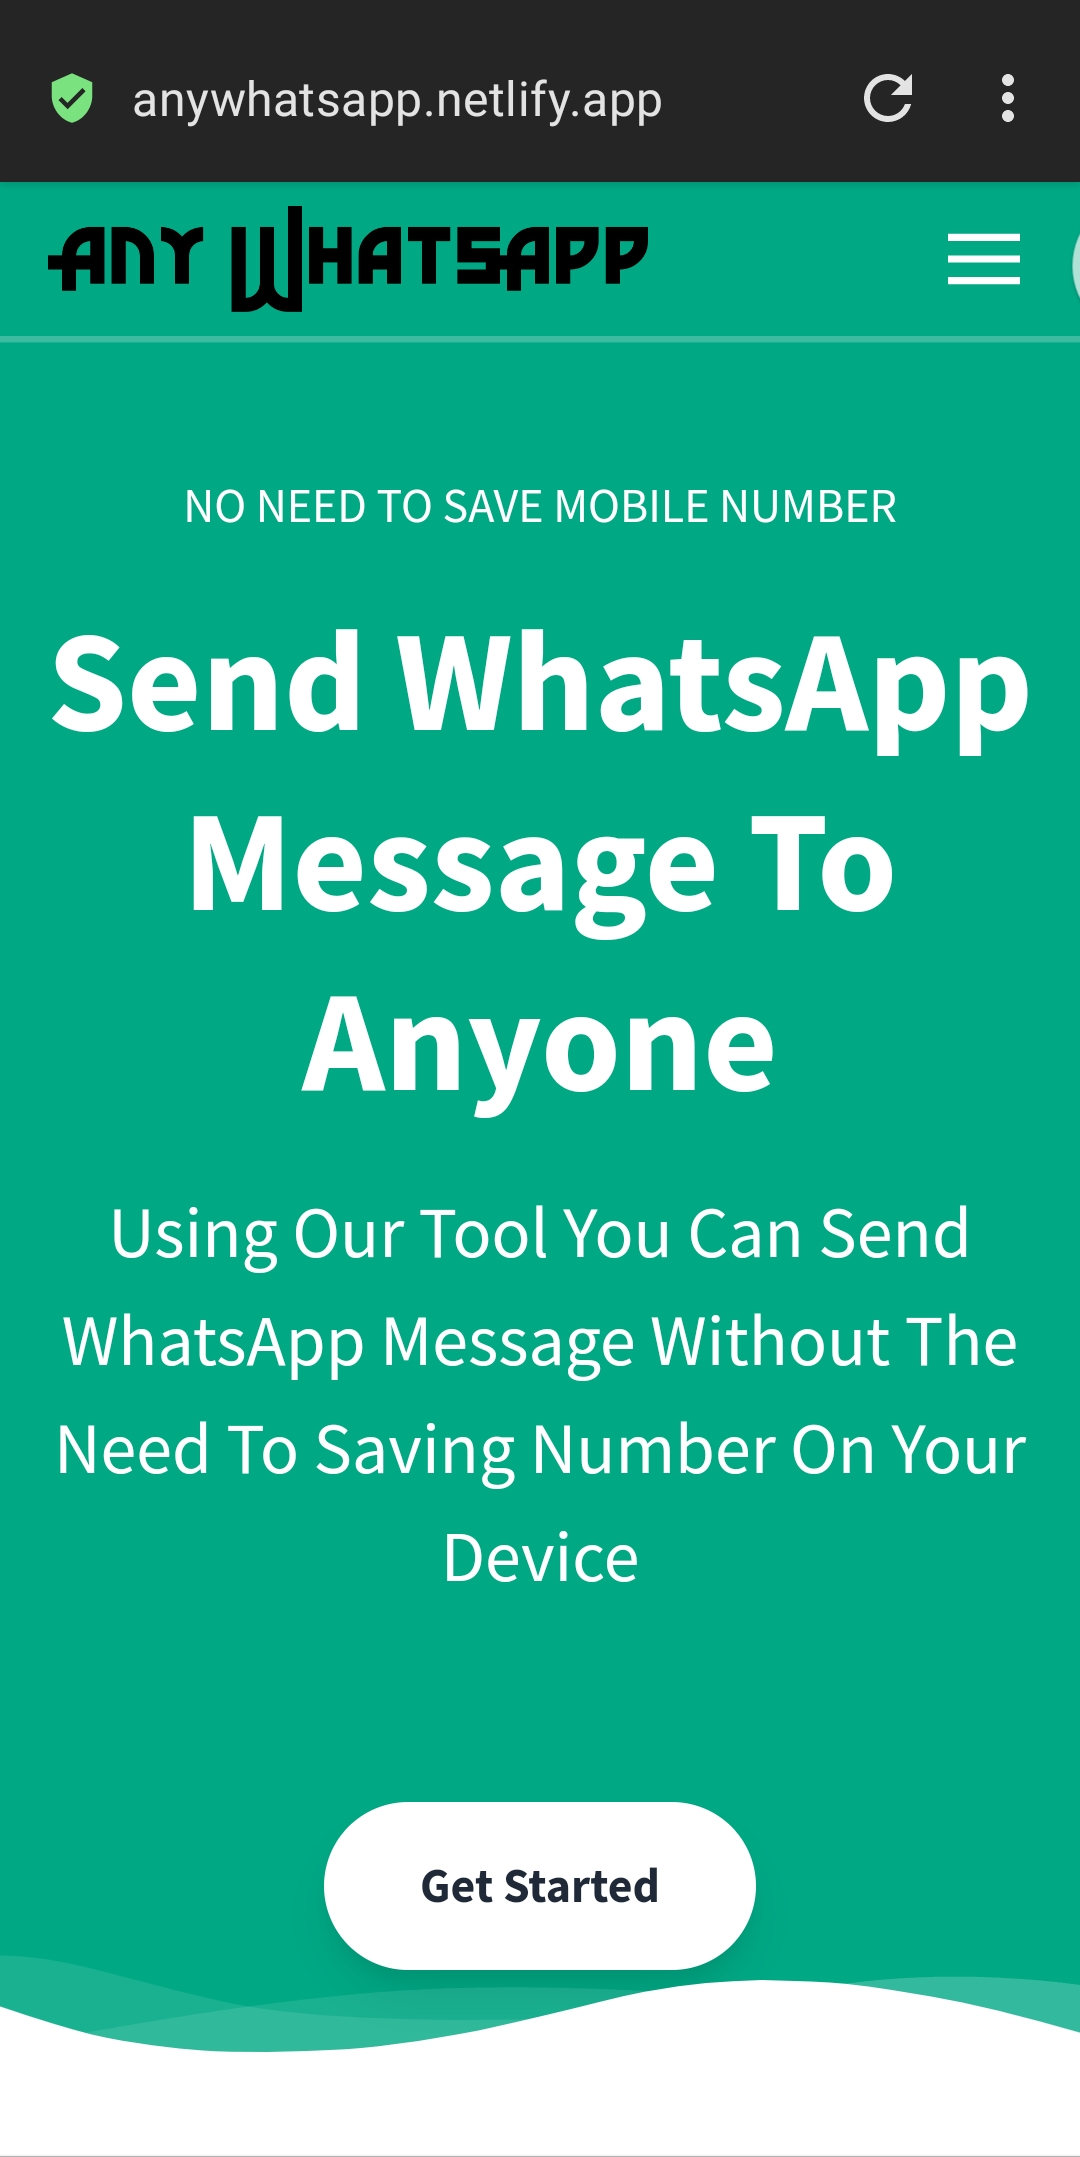 anywhatsapp.netlify.app
ANY WHATSAPP
NO NEED TO SAVE MOBILE NUMBER
Send WhatsApp
Message To
Anyone
Using Our Tool You Can Send
WhatsApp Message Without The
Need To Saving Number On Your
Device
Get Started